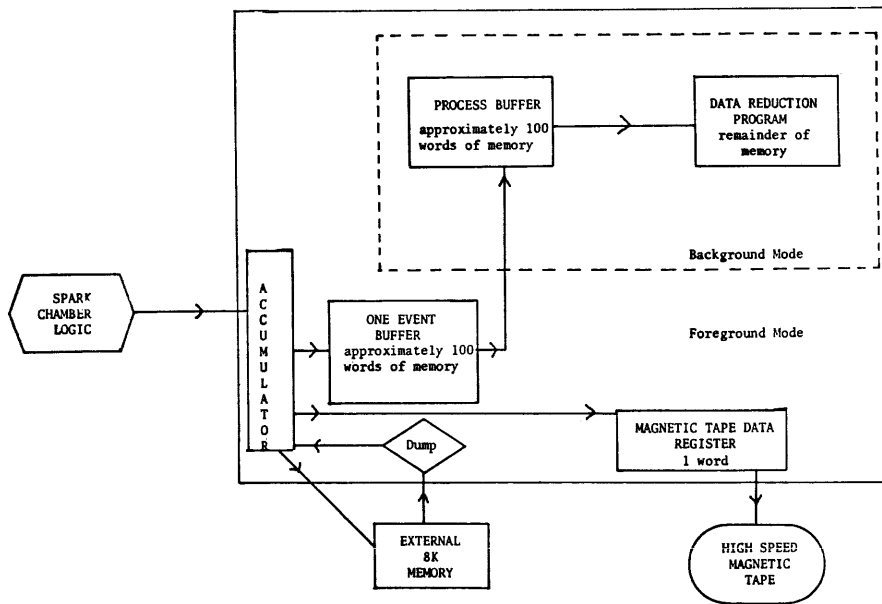 PROCESS BUFFER
approximately 100
words of memory
DATA REDUCTION
PROGRAM
remainder of
memory
Background Mode
SPARK
CHAMBER
LOGIC
ACCUMULATOR
ONE EVENT
BUFFER
approximately 100
words of memory
Foreground Mode
MAGNETIC TAPE DATA
REGISTER
1 word
Dump
EXTERNAL
8K
MEMORY
HIGH SPEED
MAGNETIC
TAPE